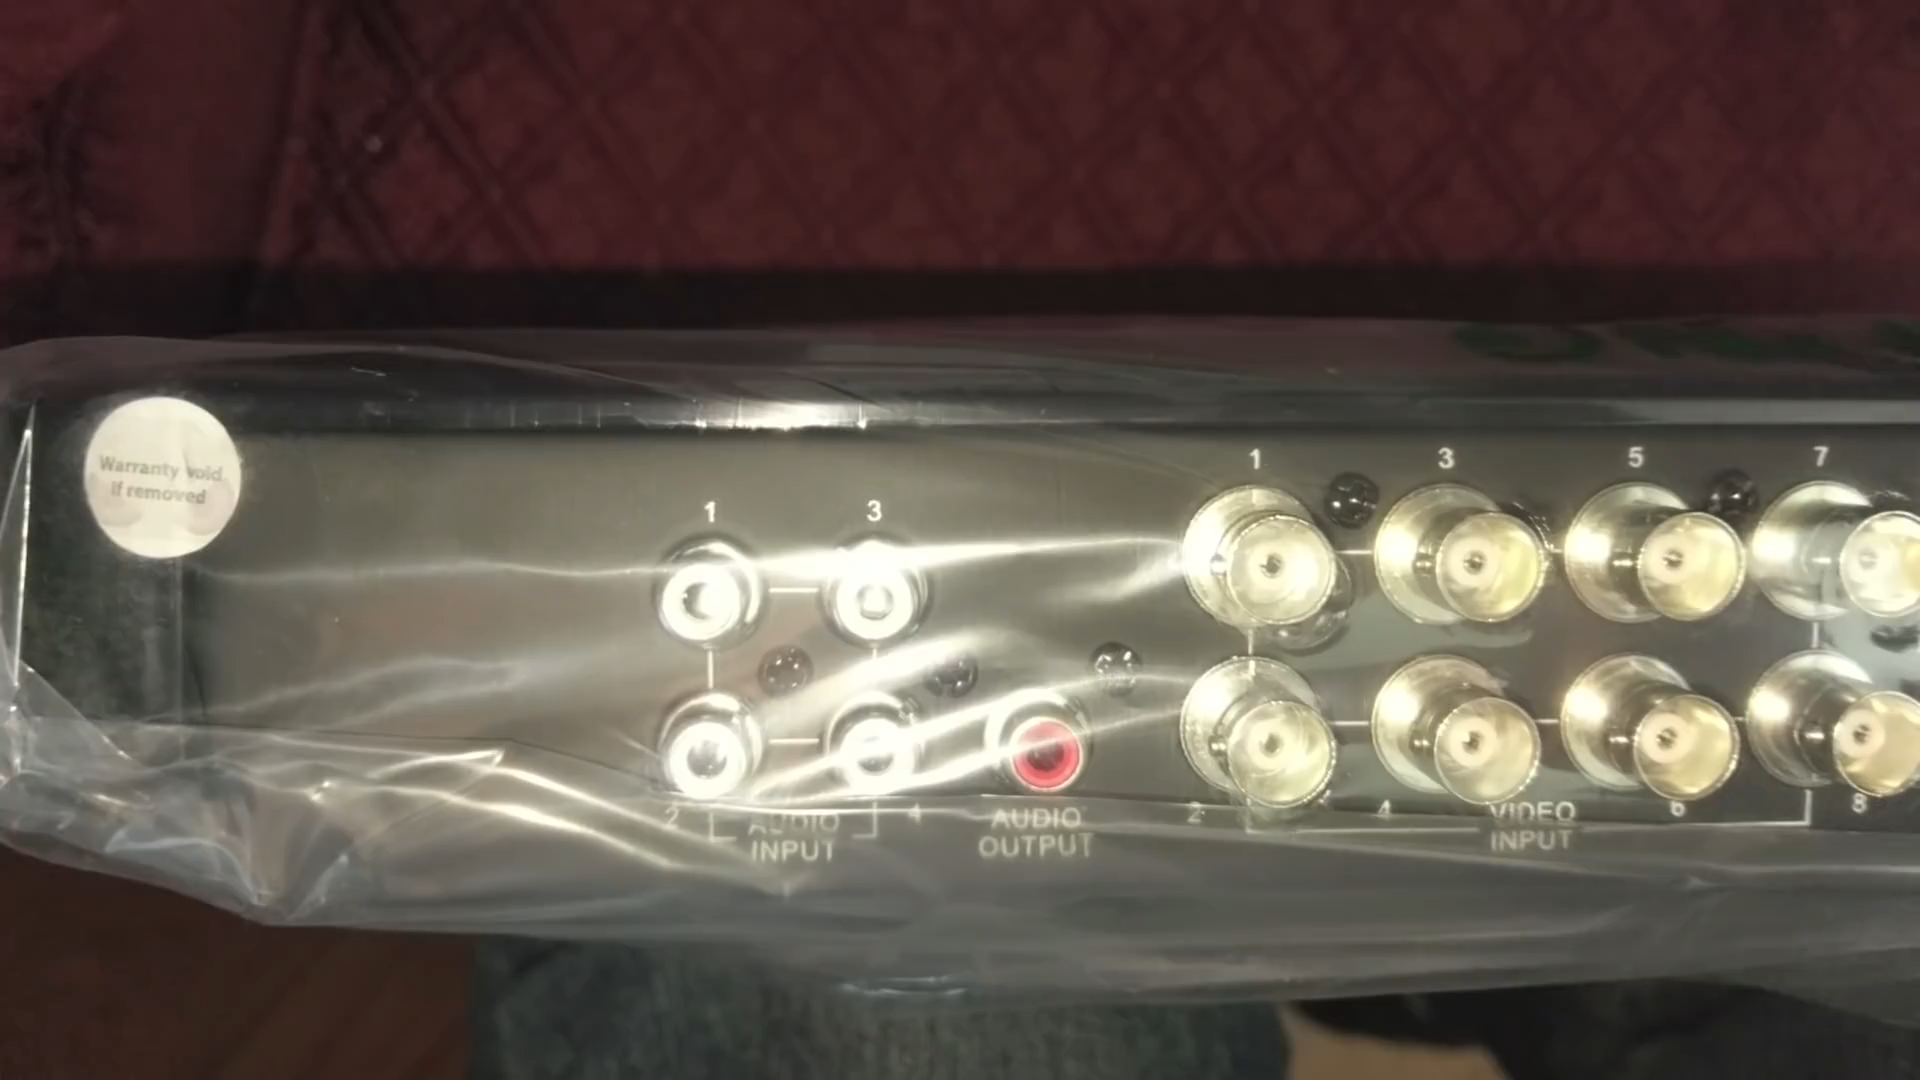 Warranty void
if removed
1
3
2
4
AUDIO
INPUT
AUDIO
OUTPUT
1
3
5
7
2
4
6
8
VIDEO
INPUT